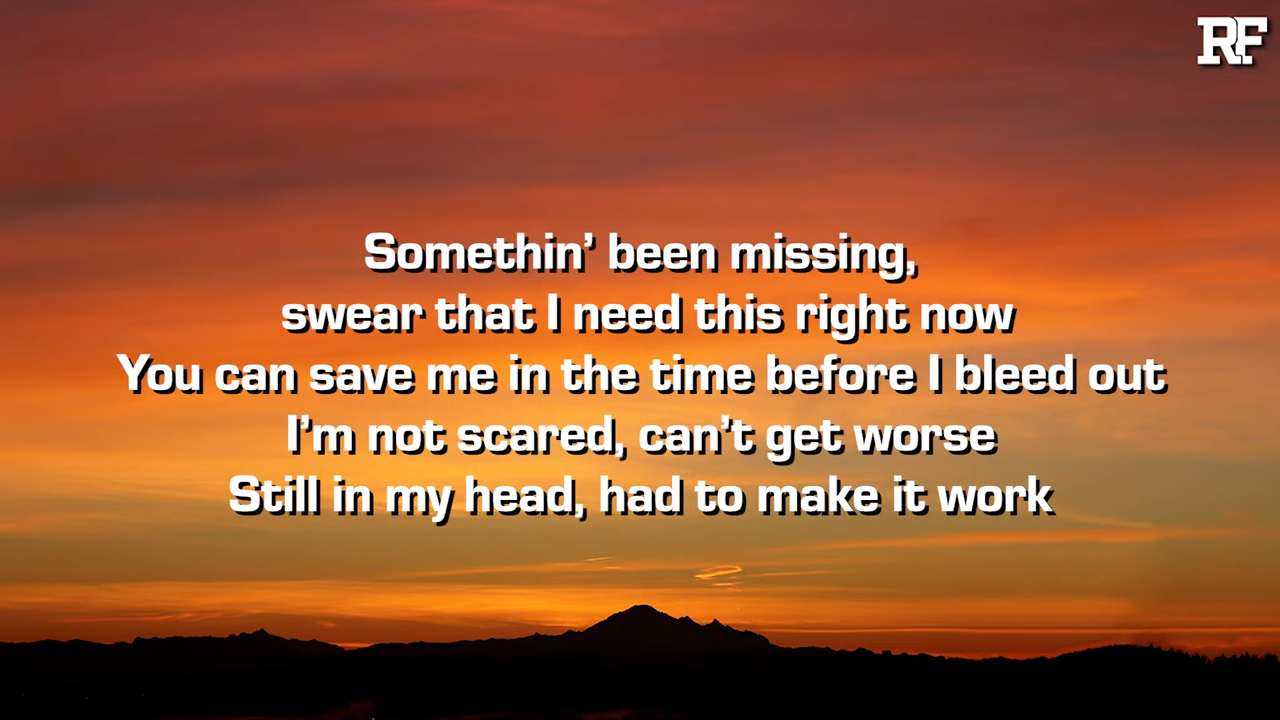 RF
Somethin’ been missing,
swear that I need this right now
You can save me in the time before I bleed out
I’m not scared, can’t get worse
Still in my head, had to make it work